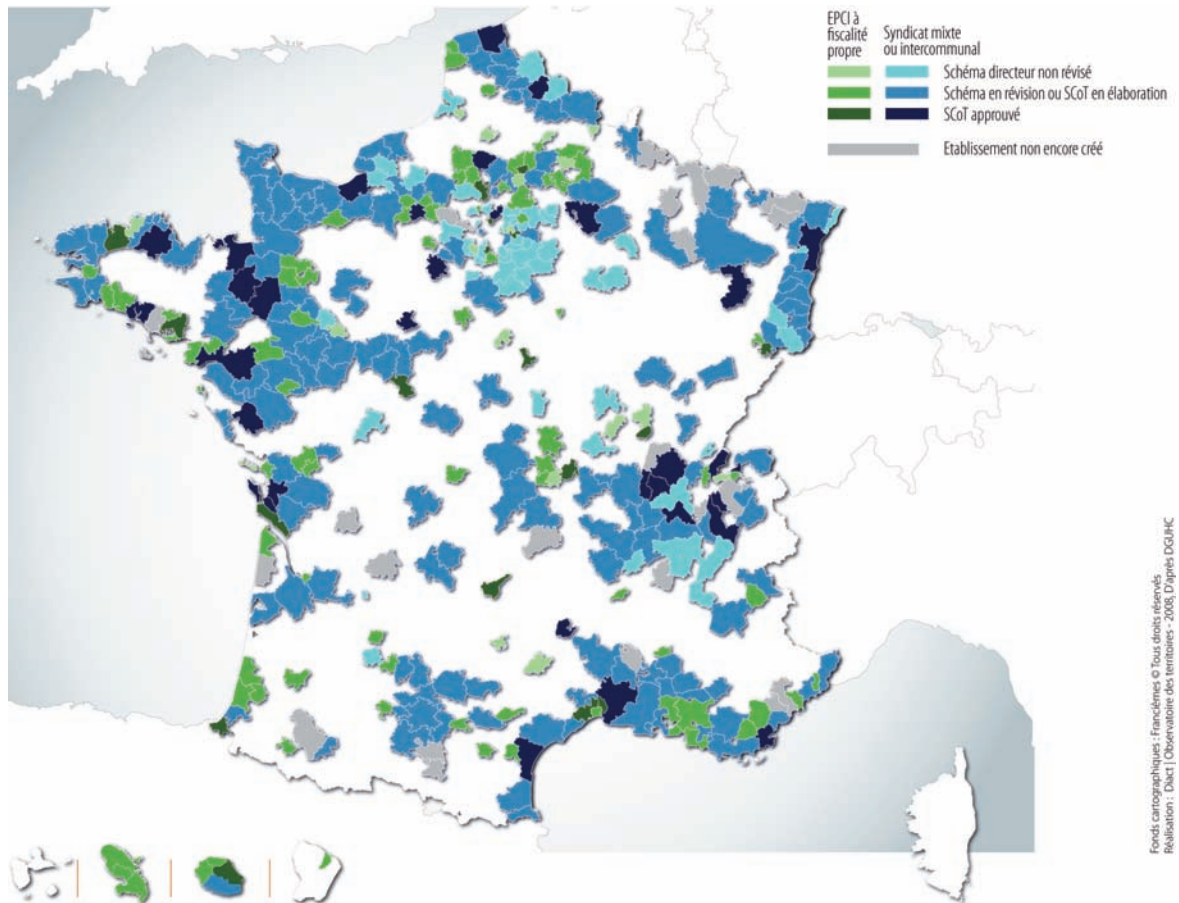 EPCI à
fiscalité
propre
Syndicat mixte
ou intercommunal
Schéma directeur non révisé
Schéma en révision ou SCoT en élaboration
SCoT approuvé
Etablissement non encore créé
Fonds cartographiques : Francièmes © Tous droits réservés
Réalisation : Diact | Observatoire des territoires - 2008, D'après DGUHC